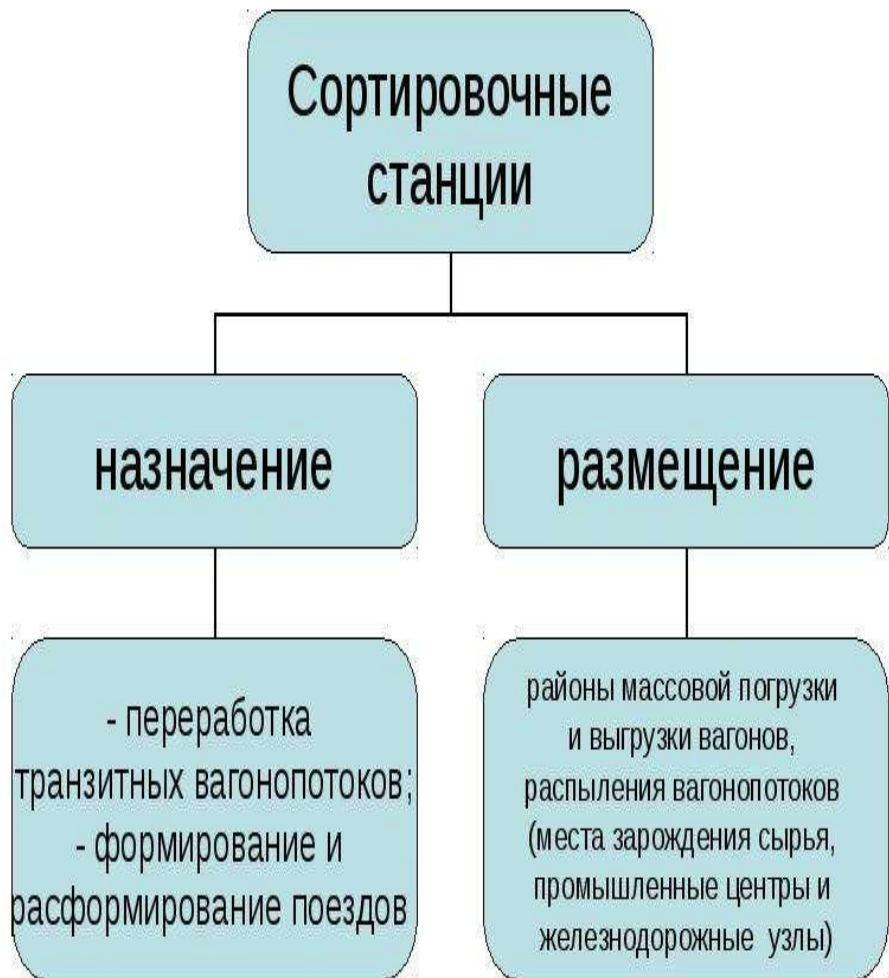 Сортировочные
станции
назначение
размещение
- переработка
транзитных вагонопотоков;
- формирование и
расформирование поездов
районы массовой погрузки
и выгрузки вагонов,
распыления вагонопотоков
(места зарождения сырья,
промышленные центры и
железнодорожные узлы)